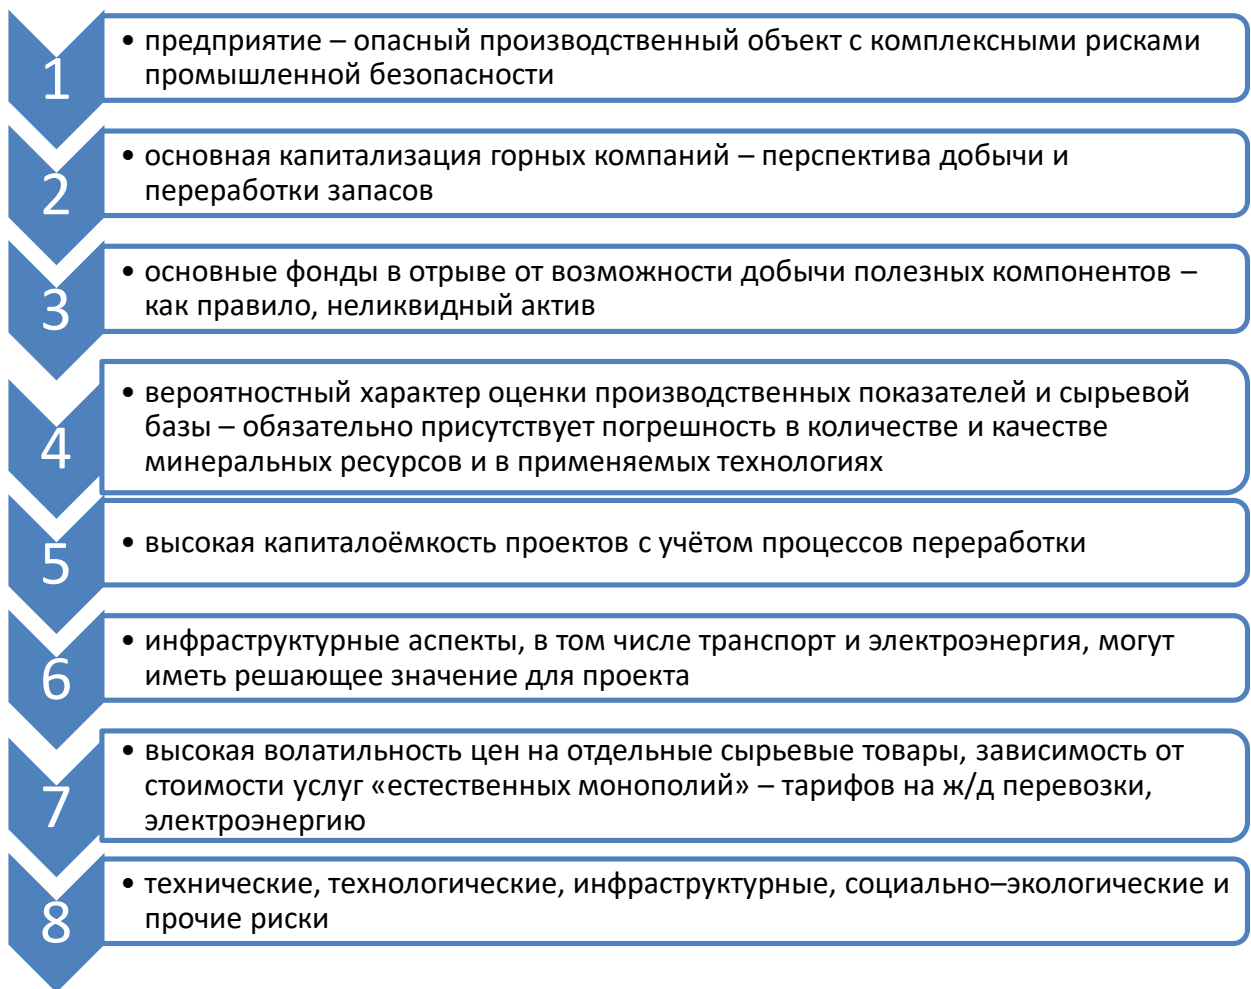 1
• предприятие – опасный производственный объект с комплексными рисками
промышленной безопасности
2
• основная капитализация горных компаний – перспектива добычи и
переработки запасов
3
• основные фонды в отрыве от возможности добычи полезных компонентов –
как правило, неликвидный актив
4
• вероятностный характер оценки производственных показателей и сырьевой
базы – обязательно присутствует погрешность в количестве и качестве
минеральных ресурсов и в применяемых технологиях
5
• высокая капиталоёмкость проектов с учётом процессов переработки
6
• инфраструктурные аспекты, в том числе транспорт и электроэнергия, могут
иметь решающее значение для проекта
7
• высокая волатильность цен на отдельные сырьевые товары, зависимость от
стоимости услуг «естественных монополий» – тарифов на ж/д перевозки,
электроэнергию
8
• технические, технологические, инфраструктурные, социально–экологические и
прочие риски